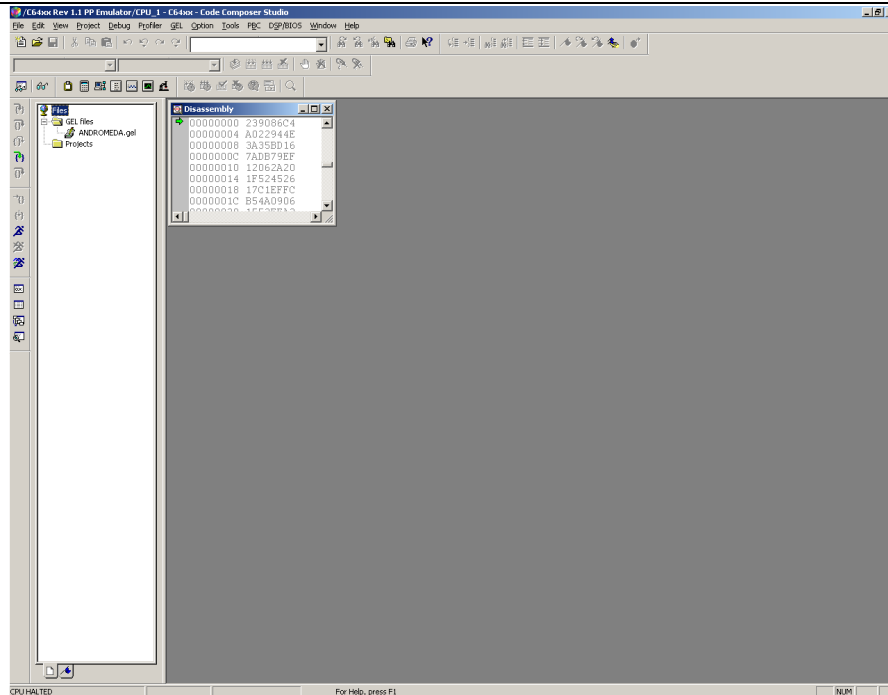 /C64xx Rev 1.1 PP Emulator/CPU_1 - C64xx - Code Composer Studio
File Edit View Project Debug Profiler GEL Option Tools PBC DSP/BIOS Window Help
Files
GEL files
ANDROMEDA.gel
Projects
Disassembly
00000000 239086C4
00000004 A022944E
00000008 3A35BD16
0000000C 7ADB79EF
00000010 12062A20
00000014 1F524526
00000018 17C1EFFC
0000001C B54A0906
CPU HALTED For Help, press F1 NUM